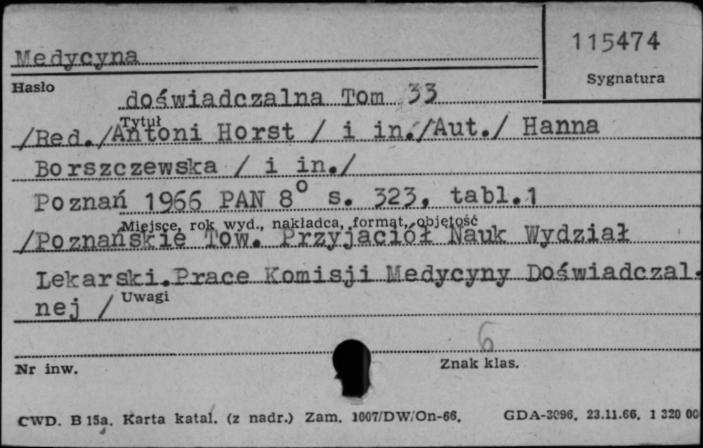 Medycyna
115474
Hasło
Sygnatura
doświadczalna Tom 33
Tytuł
/Red./Antoni Horst / i in./Aut./ Hanna
Borszczewska / i in./
Poznań 1966 PAN 8° s. 323, tabl.1
Miejsce, rok wyd., nakładca, format, objętość
/Poznańskie Tow. Przyjaciół Nauk Wydział
Lekarski.Prace Komisji Medycyny Doświadczal.
nej /
Uwagi
6
Nr inw.
Znak klas.
CWD. B 15a. Karta katal. (z nadr.) Zam. 1007/DW/On-66. GDA-3096. 23.11.66. 1 320 00